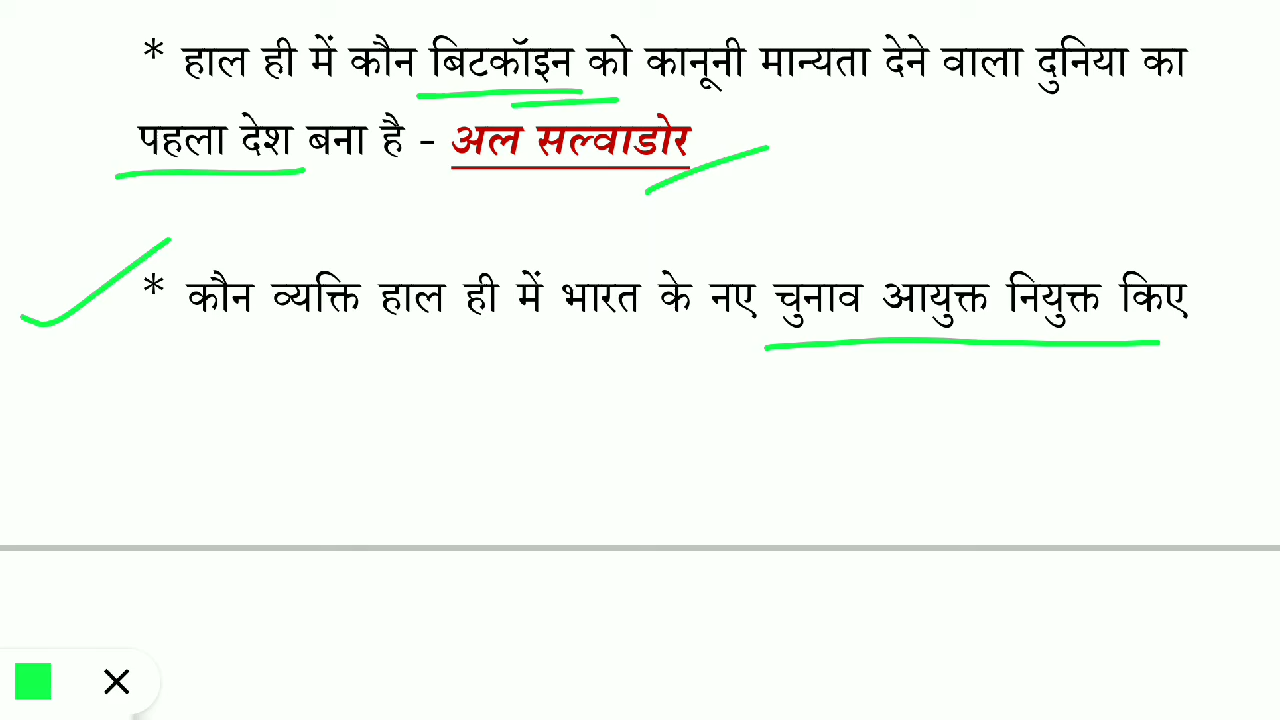 * हाल ही में कौन बिटकॉइन को कानूनी मान्यता देने वाला दुनिया का
पहला देश बना है - अल सल्वाडोर
* कौन व्यक्ति हाल ही में भारत के नए चुनाव आयुक्त नियुक्त किए